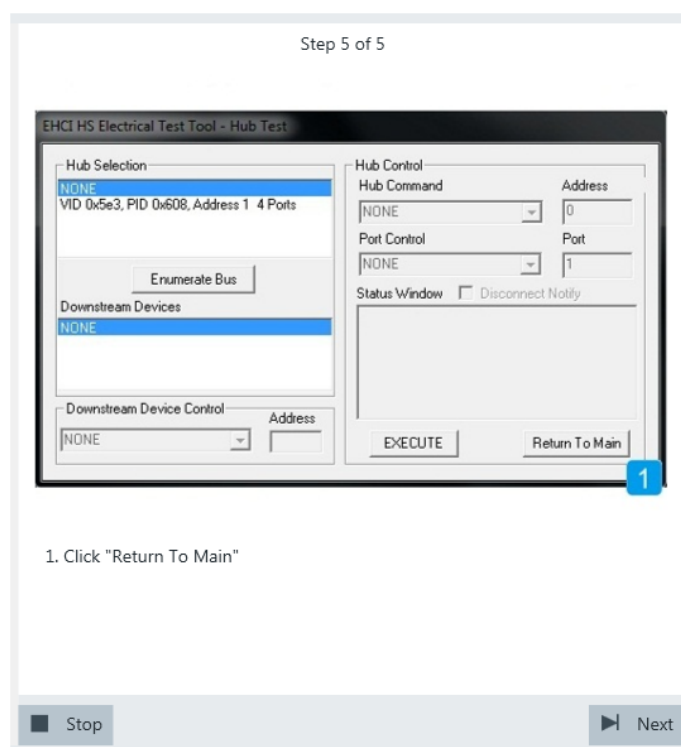 Step 5 of 5
EHCI HS Electrical Test Tool - Hub Test
Hub Selection
NONE
VID 0x5e3, PID 0x608, Address 1 4 Ports
Enumerate Bus
Downstream Devices
NONE
Downstream Device Control
Address
NONE
Hub Control
Hub Command
Address
NONE
0
Port Control
Port
NONE
1
Status Window
Disconnect Notify
EXECUTE
Return To Main
1
1. Click "Return To Main"
Stop
Next